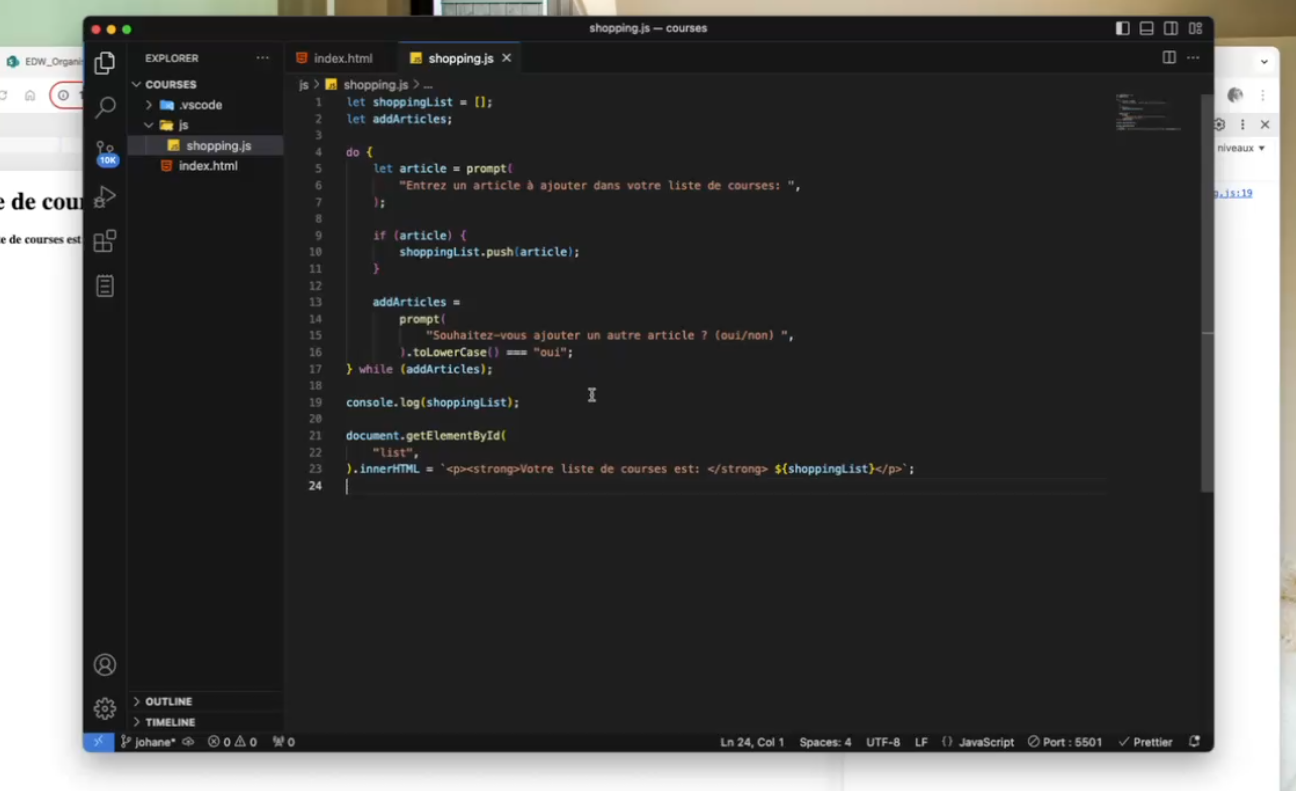 shopping.js — courses
EDW_Organis
EXPLORER
COURSES
.vscode
js
shopping.js
index.html
10K
OUTLINE
TIMELINE
index.html
shopping.js
js > shopping.js > ...
1 let shoppingList = [];
2 let addArticles;
3
4 do {
5 let article = prompt(
6 "Entrez un article à ajouter dans votre liste de courses: ",
7 );
8
9 if (article) {
10 shoppingList.push(article);
11 }
12
13 addArticles =
14 prompt(
15 "Souhaitez-vous ajouter un autre article ? (oui/non) ",
16 ).toLowerCase() === "oui";
17 } while (addArticles);
18
19 console.log(shoppingList);
20
21 document.getElementById(
22 "list",
23 ).innerHTML = `<p><strong>Votre liste de courses est: </strong> ${shoppingList}</p>`;
24
e de cour
te de courses est
niveaux
g.js:19
johane* 0 0 0
Ln 24, Col 1 Spaces: 4 UTF-8 LF {} JavaScript Port : 5501 Prettier